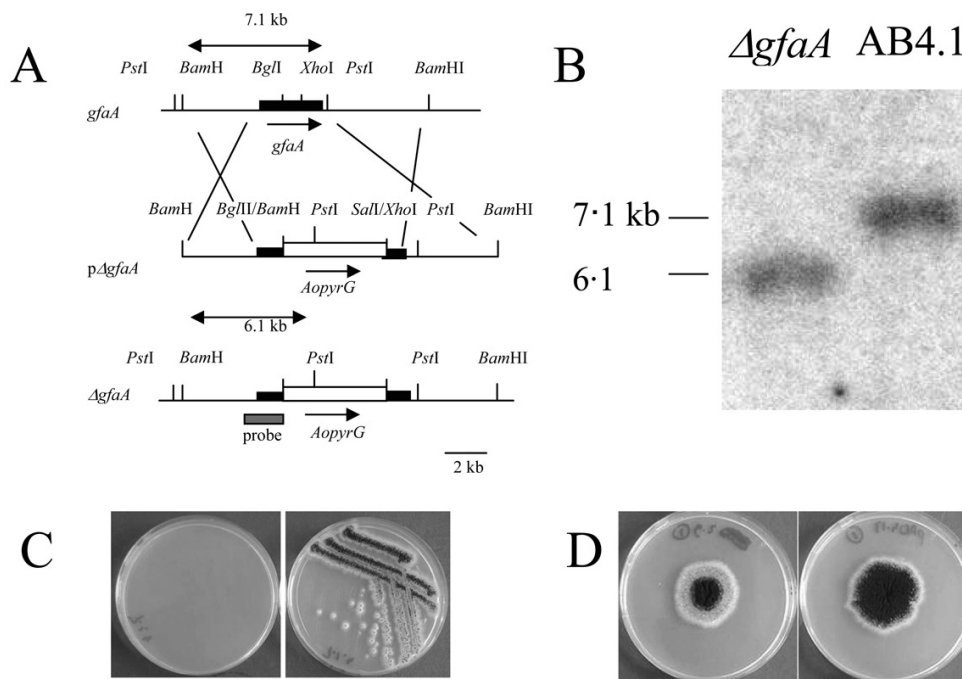 A
7.1 kb
PstI BamH BglI XhoI PstI BamHI
gfaA
gfaA
BamH BglII/BamH PstI SalI/XhoI PstI BamHI
pΔgfaA
AopyrG
6.1 kb
PstI BamH PstI PstI BamHI
ΔgfaA
AopyrG
probe
2 kb
B
ΔgfaA AB4.1
7·1 kb
6·1
C
D